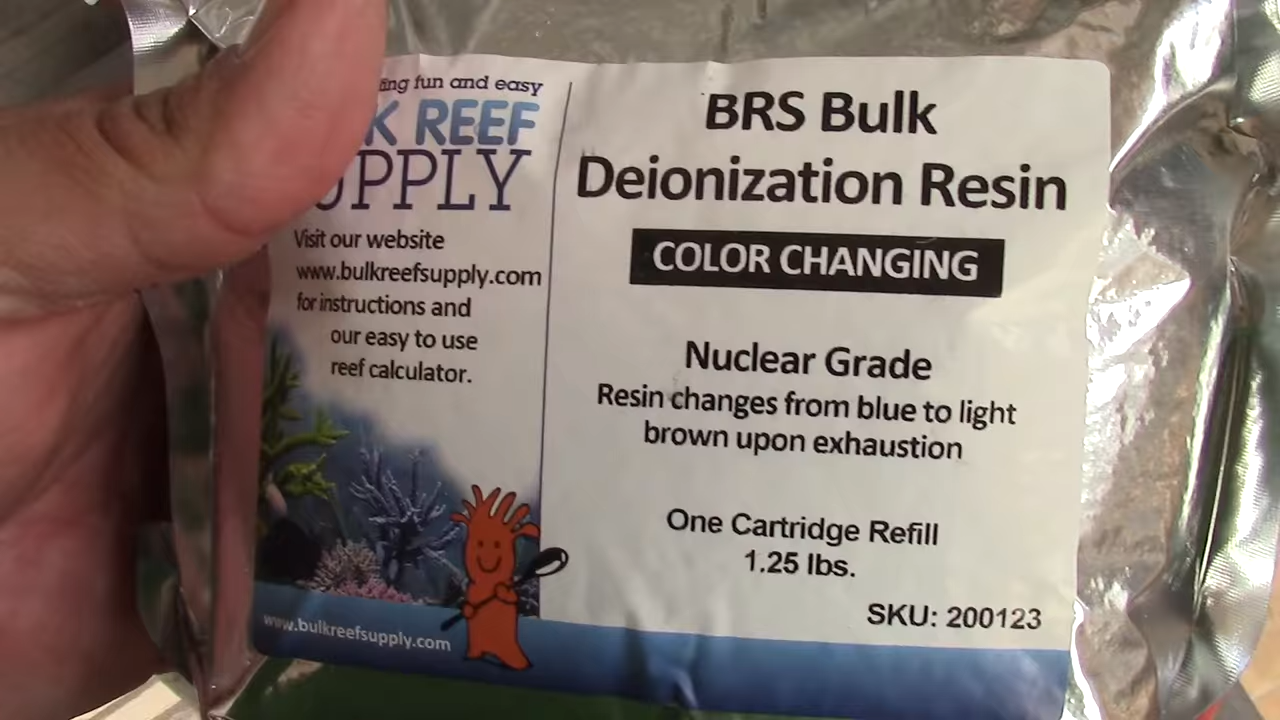 fun and easy
REEF
Visit our website
www.bulkreefsupply.com
for instructions and
our easy to use
reef calculator.
www.bulkreefsupply.com
BRS Bulk
Deionization Resin
COLOR CHANGING
Nuclear Grade
Resin changes from blue to light
brown upon exhaustion
One Cartridge Refill
1.25 lbs.
SKU: 200123